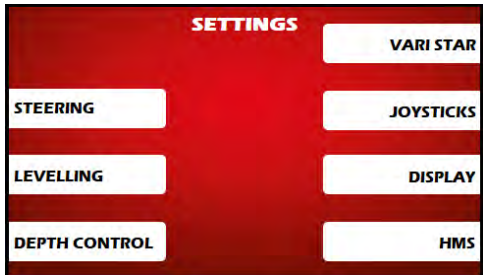 SETTINGS
VARI STAR
STEERING
JOYSTICKS
LEVELLING
DISPLAY
DEPTH CONTROL
HMS